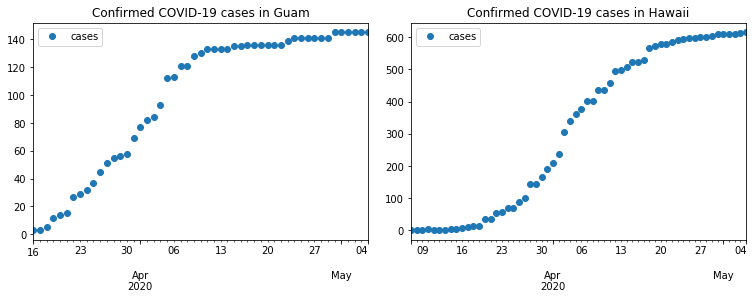 Confirmed COVID-19 cases in Guam
cases
140
120
100
80
60
40
20
0
16 23 30 06 13 20 27 04
Apr May
2020
Confirmed COVID-19 cases in Hawaii
cases
600
500
400
300
200
100
0
09 16 23 30 06 13 20 27 04
Apr May
2020